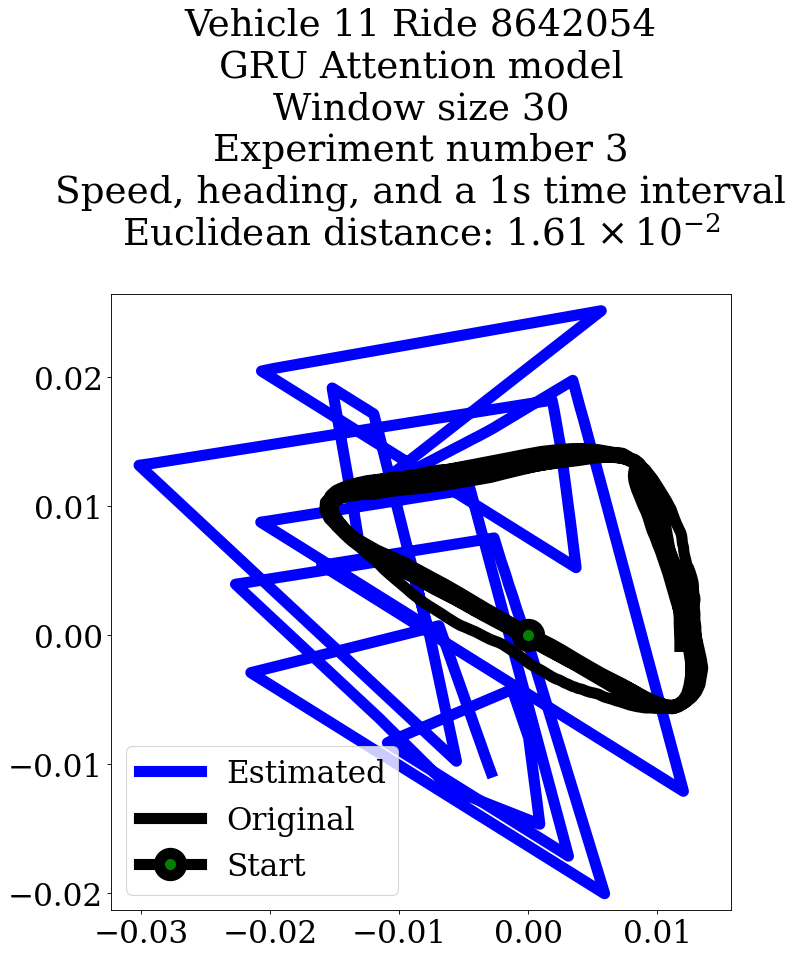 Vehicle 11 Ride 8642054
GRU Attention model
Window size 30
Experiment number 3
Speed, heading, and a 1s time interval
Euclidean distance: 1.61 × 10⁻²
0.02
0.01
0.00
−0.01
−0.02
Estimated
Original
Start
−0.03 −0.02 −0.01 0.00 0.01